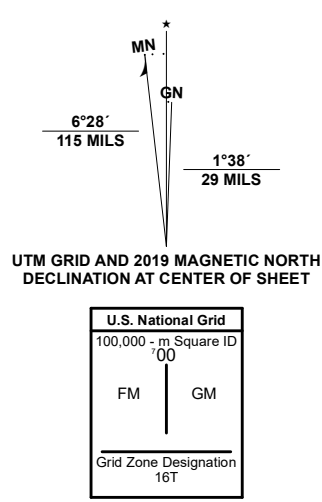 MN
GN
6°28´
115 MILS
1°38´
29 MILS
UTM GRID AND 2019 MAGNETIC NORTH
DECLINATION AT CENTER OF SHEET
U.S. National Grid
100,000 - m Square ID
⁷00
FM GM
Grid Zone Designation
16T